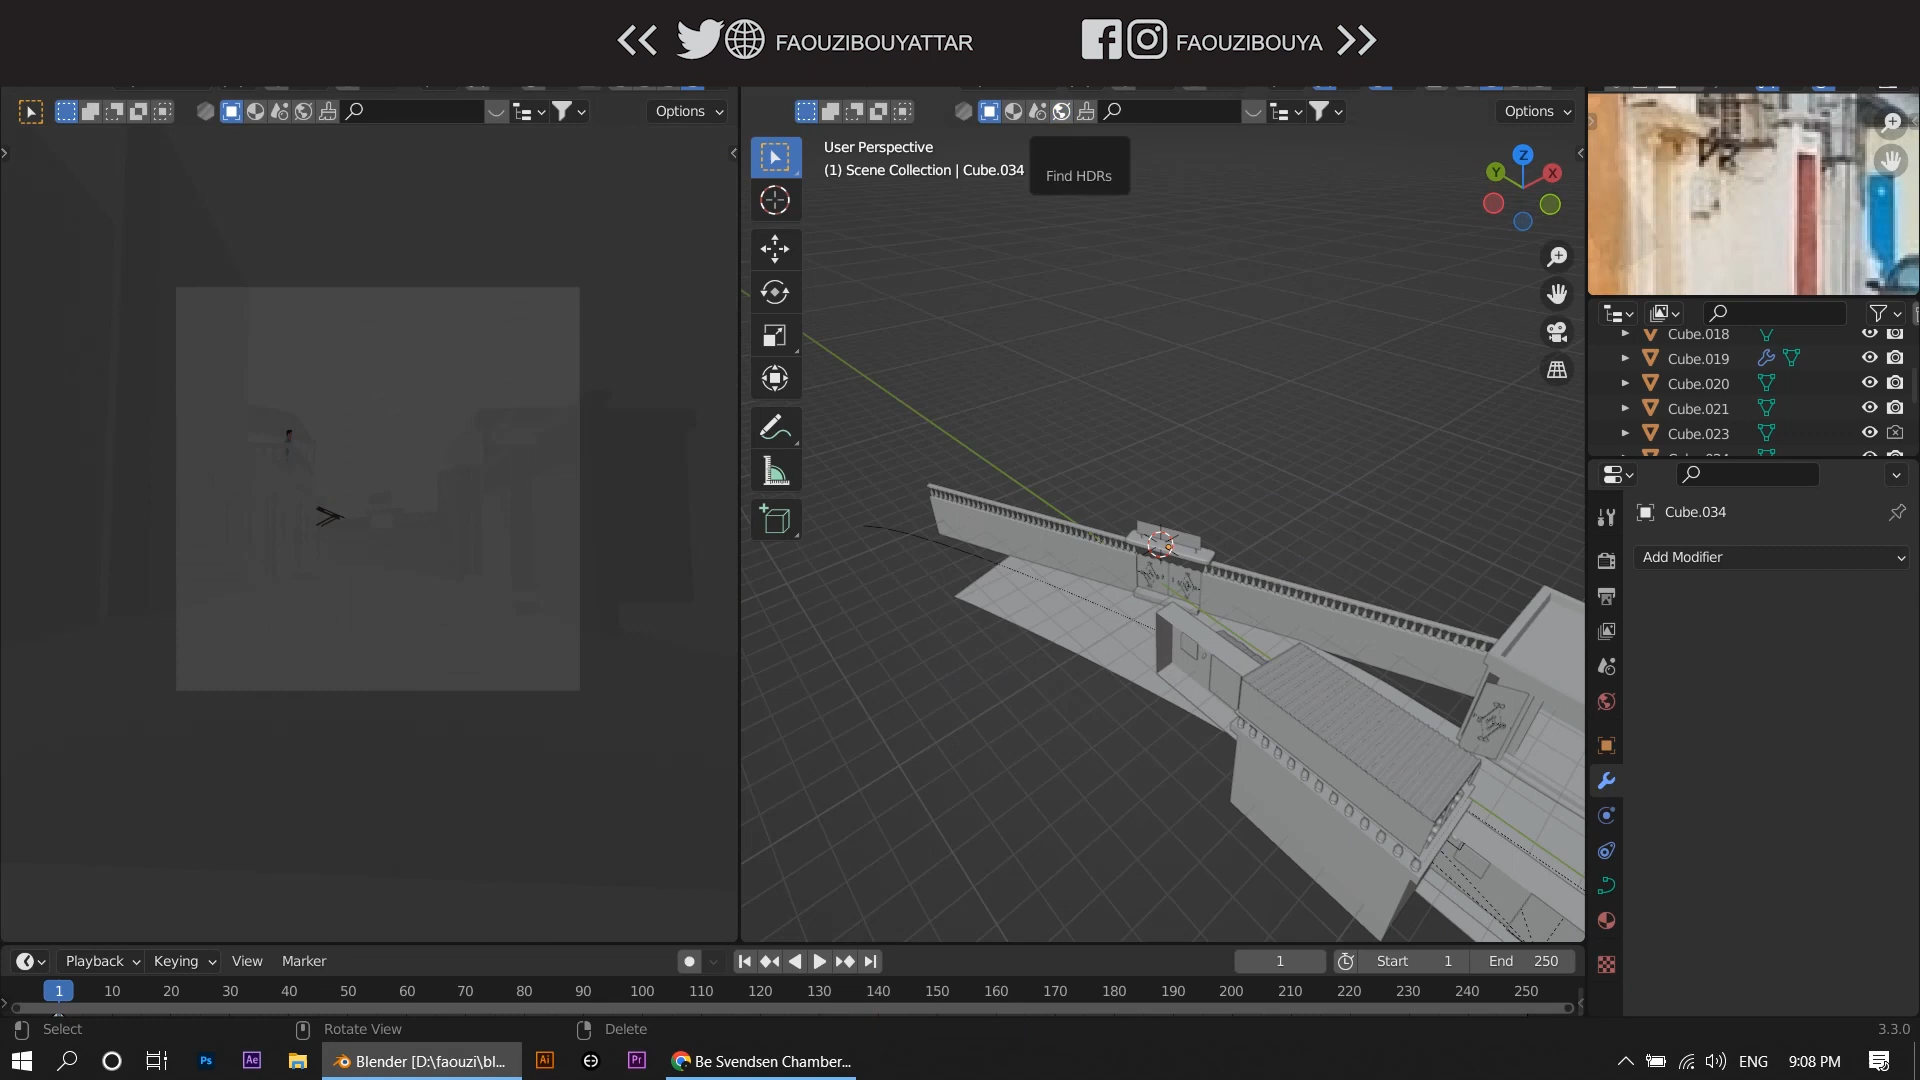 FAOUZIBOUYATTAR FAOUZIBOUYA
Options Options
User Perspective
(1) Scene Collection | Cube.034
Find HDRs
Z
Y
X
Cube.018
Cube.019
Cube.020
Cube.021
Cube.023
Cube.034
Add Modifier
Playback Keying View Marker 1 Start 1 End 250
1 10 20 30 40 50 60 70 80 90 100 110 120 130 140 150 160 170 180 190 200 210 220 230 240 250
Select Rotate View Delete 3.3.0
Ps Ae Blender [D:\faouzi\bl... Ai Pr Be Svendsen Chamber... ENG 9:08 PM